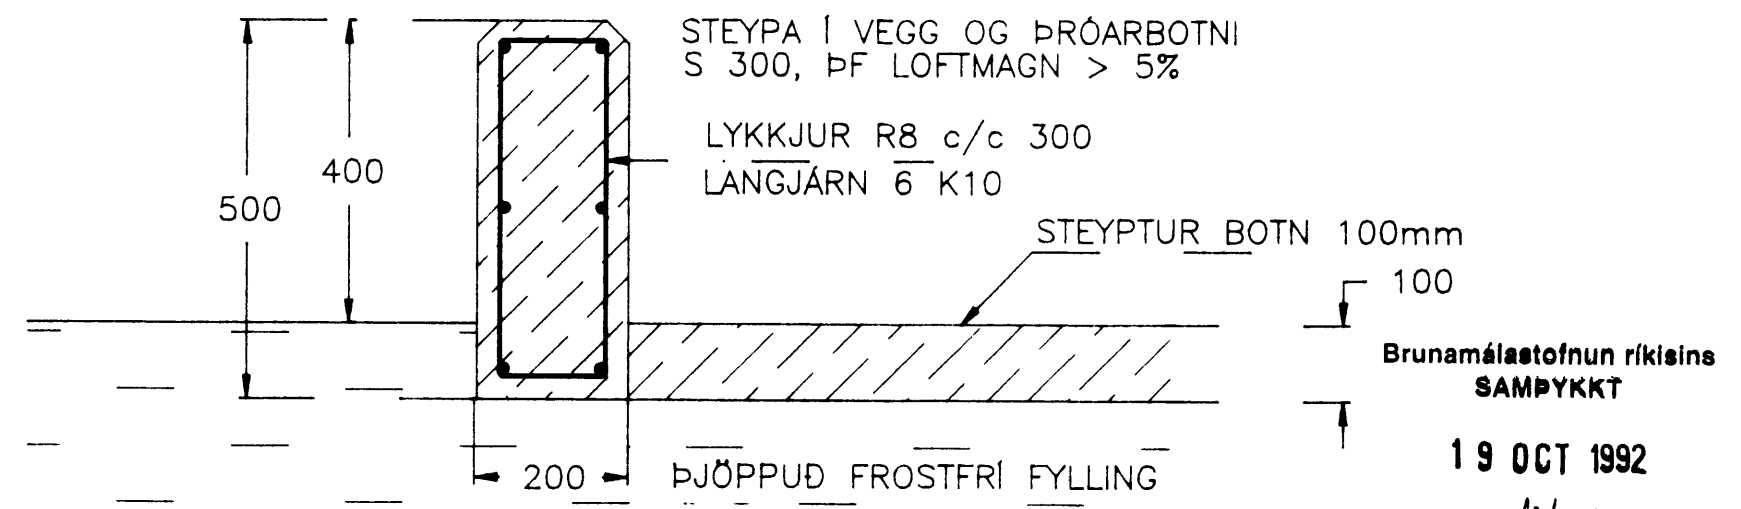 STEYPA Í VEGG OG ÞRÓARBOTNI
S 300, ÞF LOFTMAGN > 5%
LYKKJUR R8 c/c 300
LANGJÁRN 6 K10
400
500
STEYPTUR BOTN 100mm
100
Brunamálastofnun ríkisins
SAMÞYKKT
19 OCT 1992
200
ÞJÖPPUÐ FROSTFRÍ FYLLING